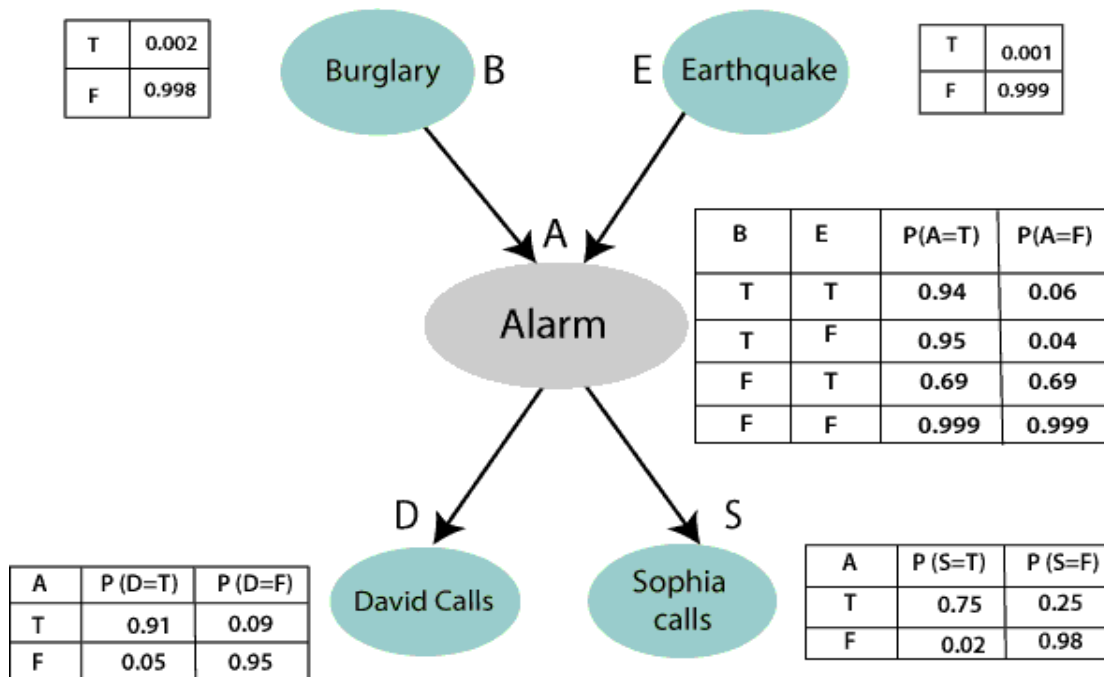 T 0.002
F 0.998
Burglary B
E Earthquake
T 0.001
F 0.999
A
Alarm
B E P(A=T) P(A=F)
T T 0.94 0.06
T F 0.95 0.04
F T 0.69 0.69
F F 0.999 0.999
D
S
A P (D=T) P (D=F)
T 0.91 0.09
F 0.05 0.95
David Calls
Sophia
calls
A P (S=T) P (S=F)
T 0.75 0.25
F 0.02 0.98